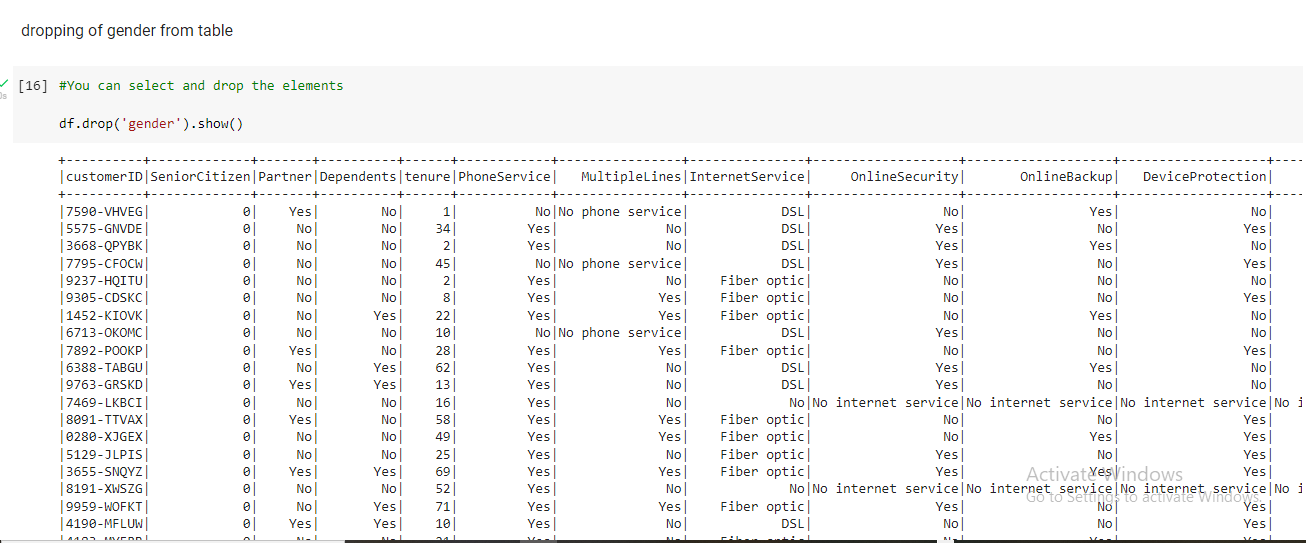 dropping of gender from table
[16] #You can select and drop the elements
0s
df.drop('gender').show()
+----------+-------------+-------+----------+------+------------+----------------+---------------+-------------------+-------------------+-------------------+----
|customerID|SeniorCitizen|Partner|Dependents|tenure|PhoneService|   MultipleLines|InternetService|     OnlineSecurity|       OnlineBackup|   DeviceProtection|
+----------+-------------+-------+----------+------+------------+----------------+---------------+-------------------+-------------------+-------------------+----
|7590-VHVEG|            0|    Yes|        No|     1|          No|No phone service|            DSL|                 No|                Yes|                 No|
|5575-GNVDE|            0|     No|        No|    34|         Yes|              No|            DSL|                Yes|                 No|                Yes|
|3668-QPYBK|            0|     No|        No|     2|         Yes|              No|            DSL|                Yes|                Yes|                 No|
|7795-CFOCW|            0|     No|        No|    45|          No|No phone service|            DSL|                Yes|                 No|                Yes|
|9237-HQITU|            0|     No|        No|     2|         Yes|              No|    Fiber optic|                 No|                 No|                 No|
|9305-CDSKC|            0|     No|        No|     8|         Yes|             Yes|    Fiber optic|                 No|                 No|                Yes|
|1452-KIOVK|            0|     No|       Yes|    22|         Yes|             Yes|    Fiber optic|                 No|                Yes|                 No|
|6713-OKOMC|            0|     No|        No|    10|          No|No phone service|            DSL|                Yes|                 No|                 No|
|7892-POOKP|            0|    Yes|        No|    28|         Yes|             Yes|    Fiber optic|                 No|                 No|                Yes|
|6388-TABGU|            0|     No|       Yes|    62|         Yes|              No|            DSL|                Yes|                Yes|                 No|
|9763-GRSKD|            0|    Yes|       Yes|    13|         Yes|              No|            DSL|                Yes|                 No|                 No|
|7469-LKBCI|            0|     No|        No|    16|         Yes|              No|             No|No internet service|No internet service|No internet service|No i
|8091-TTVAX|            0|    Yes|        No|    58|         Yes|             Yes|    Fiber optic|                 No|                 No|                Yes|
|0280-XJGEX|            0|     No|        No|    49|         Yes|             Yes|    Fiber optic|                 No|                Yes|                Yes|
|5129-JLPIS|            0|     No|        No|    25|         Yes|              No|    Fiber optic|                Yes|                 No|                Yes|
|3655-SNQYZ|            0|    Yes|       Yes|    69|         Yes|             Yes|    Fiber optic|                Yes|                Yes|                Yes|
|8191-XWSZG|            0|     No|        No|    52|         Yes|              No|             No|No internet service|No internet service|No internet service|No i
|9959-WOFKT|            0|     No|       Yes|    71|         Yes|             Yes|    Fiber optic|                Yes|                 No|                Yes|
|4190-MFLUW|            0|    Yes|       Yes|    10|         Yes|              No|            DSL|                 No|                 No|                Yes|
Activate Windows
Go to Settings to activate Windows.